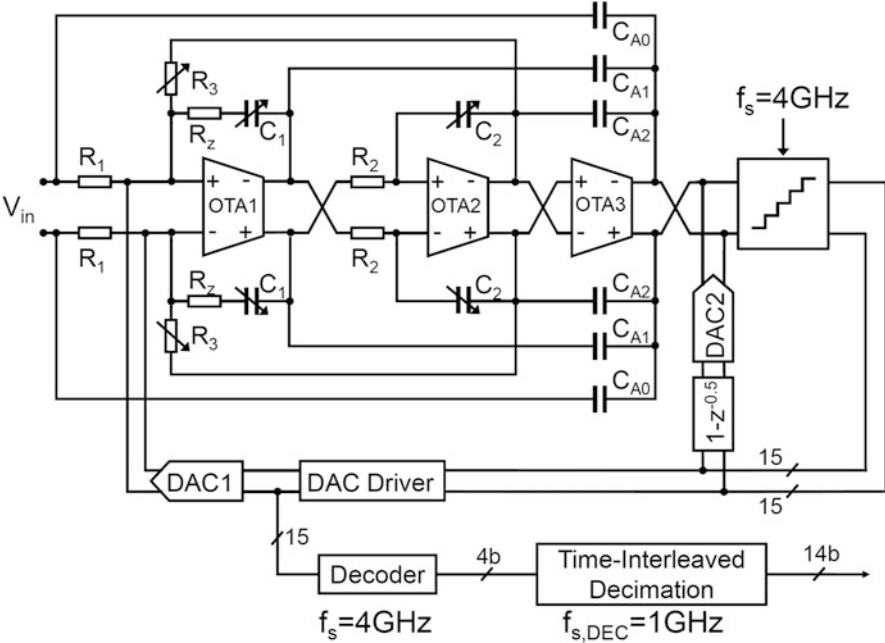 C_A0
C_A1
R_3
R_z
C_1
C_2
C_A2
f_s=4GHz
R_1
R_2
+
-
+
-
+
-
V_in
OTA1
OTA2
OTA3
-
+
-
+
-
+
R_1
R_2
R_z
C_1
C_2
C_A2
R_3
C_A1
C_A0
DAC2
1-z^-0.5
15
DAC1
DAC Driver
15
15
Decoder
4b
Time-Interleaved
Decimation
14b
f_s=4GHz
f_s,DEC=1GHz